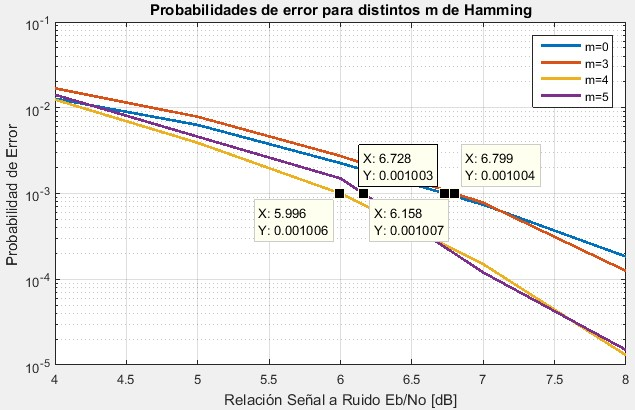 Probabilidades de error para distintos m de Hamming
Probabilidad de Error
10^-1
10^-2
10^-3
10^-4
10^-5
m=0
m=3
m=4
m=5
X: 6.728
Y: 0.001003
X: 6.799
Y: 0.001004
X: 5.996
Y: 0.001006
X: 6.158
Y: 0.001007
4 4.5 5 5.5 6 6.5 7 7.5 8
Relación Señal a Ruido Eb/No [dB]